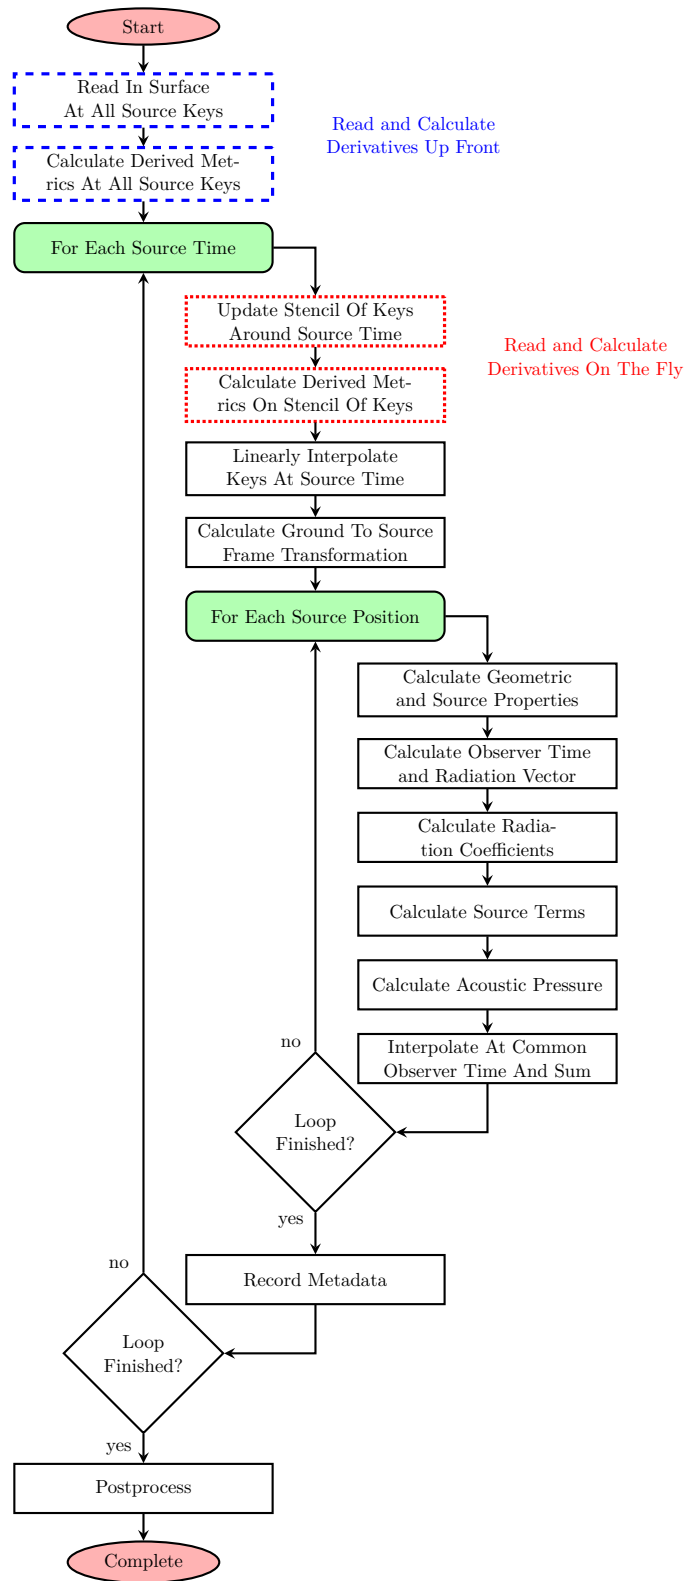 Start
Read In Surface
At All Source Keys
Read and Calculate
Derivatives Up Front
Calculate Derived Met-
rics At All Source Keys
For Each Source Time
Update Stencil Of Keys
Around Source Time
Read and Calculate
Derivatives On The Fly
Calculate Derived Met-
rics On Stencil Of Keys
Linearly Interpolate
Keys At Source Time
Calculate Ground To Source
Frame Transformation
For Each Source Position
Calculate Geometric
and Source Properties
Calculate Observer Time
and Radiation Vector
Calculate Radia-
tion Coefficients
Calculate Source Terms
Calculate Acoustic Pressure
Interpolate At Common
Observer Time And Sum
no
Loop
Finished?
yes
Record Metadata
no
Loop
Finished?
yes
Postprocess
Complete